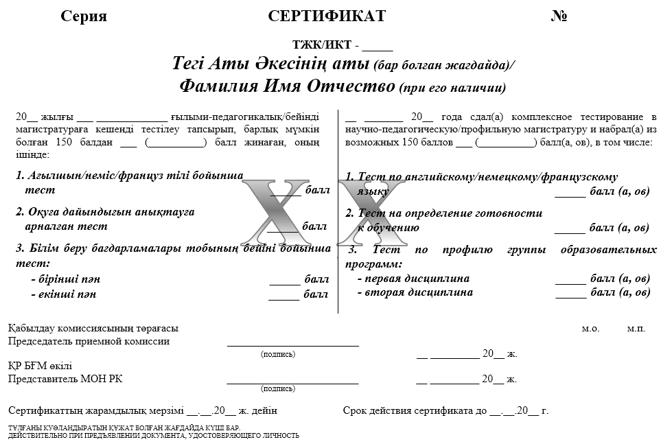 Серия СЕРТИФИКАТ №
ТЖК/ИКТ - _____
Тегі Аты Әкесінің аты (бар болған жағдайда)/
Фамилия Имя Отчество (при его наличии)
20__ жылғы ___ ____________ ғылыми-педагогикалық/бейінді
магистратураға кешенді тестілеу тапсырып, барлық мүмкін
болған 150 балдан ___ (__________) балл жинаған, оның
ішінде:
1. Ағылшын/неміс/француз тілі бойынша
тест _____ балл
2. Оқуға дайындығын анықтауға
арналған тест _____ балл
3. Білім беру бағдарламалары тобының бейіні бойынша
тест:
- бірінші пән _____ балл
- екінші пән _____ балл
__ ________ 20__ года сдал(а) комплексное тестирование в
научно-педагогическую/профильную магистратуру и набрал(а) из
возможных 150 баллов ___ (__________) балл(а, ов), в том числе:
1. Тест по английскому/немецкому/французскому
языку _____ балл (а, ов)
2. Тест на определение готовности
к обучению _____ балл (а, ов)
3. Тест по профилю группы образовательных
программ:
- первая дисциплина _____ балл (а, ов)
- вторая дисциплина _____ балл (а, ов)
X X
Қабылдау комиссиясының төрағасы м.о. м.п.
Председатель приемной комиссии ______________________
(подпись) __ __________ 20__ ж.
ҚР БҒМ өкілі
Представитель МОН РК ______________________
(подпись) __ __________ 20__ ж.
Сертификаттың жарамдылық мерзімі __.__.20__ ж. дейін Срок действия сертификата до __.__.20__ г.
ТҰЛҒАНЫ КУӘЛАНДЫРАТЫН ҚҰЖАТ БОЛҒАН ЖАҒДАЙДА КҮШІ БАР.
ДЕЙСТВИТЕЛЬНО ПРИ ПРЕДЪЯВЛЕНИИ ДОКУМЕНТА, УДОСТОВЕРЯЮЩЕГО ЛИЧНОСТЬ